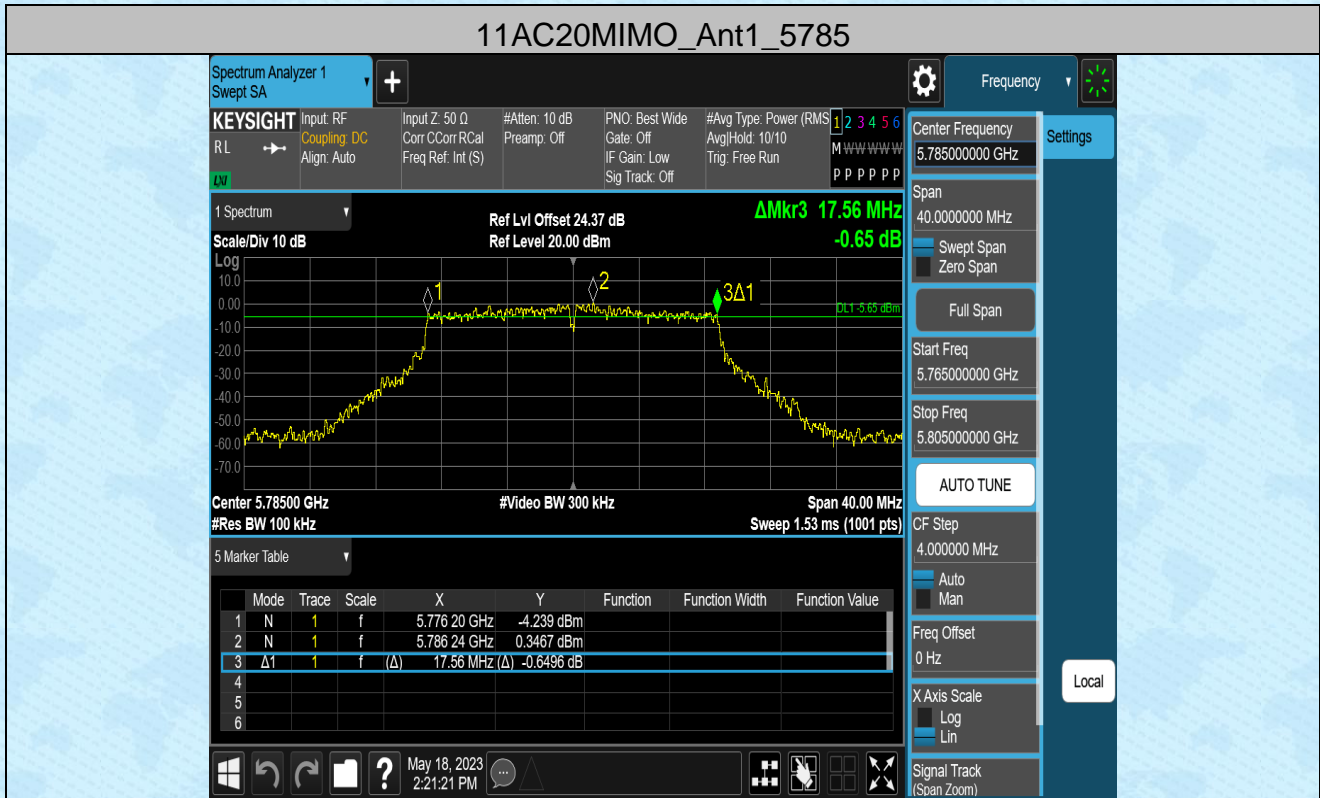 11AC20MIMO_Ant1_5785
Spectrum Analyzer 1
Swept SA
Frequency
KEYSIGHT
RL
LXI
Input: RF
Coupling: DC
Align: Auto
Input Z: 50 Ω
Corr CCorr RCal
Freq Ref: Int (S)
#Atten: 10 dB
Preamp: Off
PNO: Best Wide
Gate: Off
IF Gain: Low
Sig Track: Off
#Avg Type: Power (RMS
Avg|Hold: 10/10
Trig: Free Run
1 2 3 4 5 6
M W W W W W
P P P P P P
1 Spectrum
Scale/Div 10 dB
Log
Ref Lvl Offset 24.37 dB
Ref Level 20.00 dBm
ΔMkr3 17.56 MHz
-0.65 dB
10.0
0.00
-10.0
-20.0
-30.0
-40.0
-50.0
-60.0
-70.0
1
2
3Δ1
DL1 -5.65 dBm
Center 5.78500 GHz
#Res BW 100 kHz
#Video BW 300 kHz
Span 40.00 MHz
Sweep 1.53 ms (1001 pts)
5 Marker Table
Mode Trace Scale X Y Function Function Width Function Value
1 N 1 f 5.776 20 GHz -4.239 dBm
2 N 1 f 5.786 24 GHz 0.3467 dBm
3 Δ1 1 f (Δ) 17.56 MHz (Δ) -0.6496 dB
4
5
6
May 18, 2023
2:21:21 PM
Center Frequency
5.785000000 GHz
Settings
Span
40.0000000 MHz
Swept Span
Zero Span
Full Span
Start Freq
5.765000000 GHz
Stop Freq
5.805000000 GHz
AUTO TUNE
CF Step
4.000000 MHz
Auto
Man
Freq Offset
0 Hz
X Axis Scale
Log
Lin
Local
Signal Track
(Span Zoom)